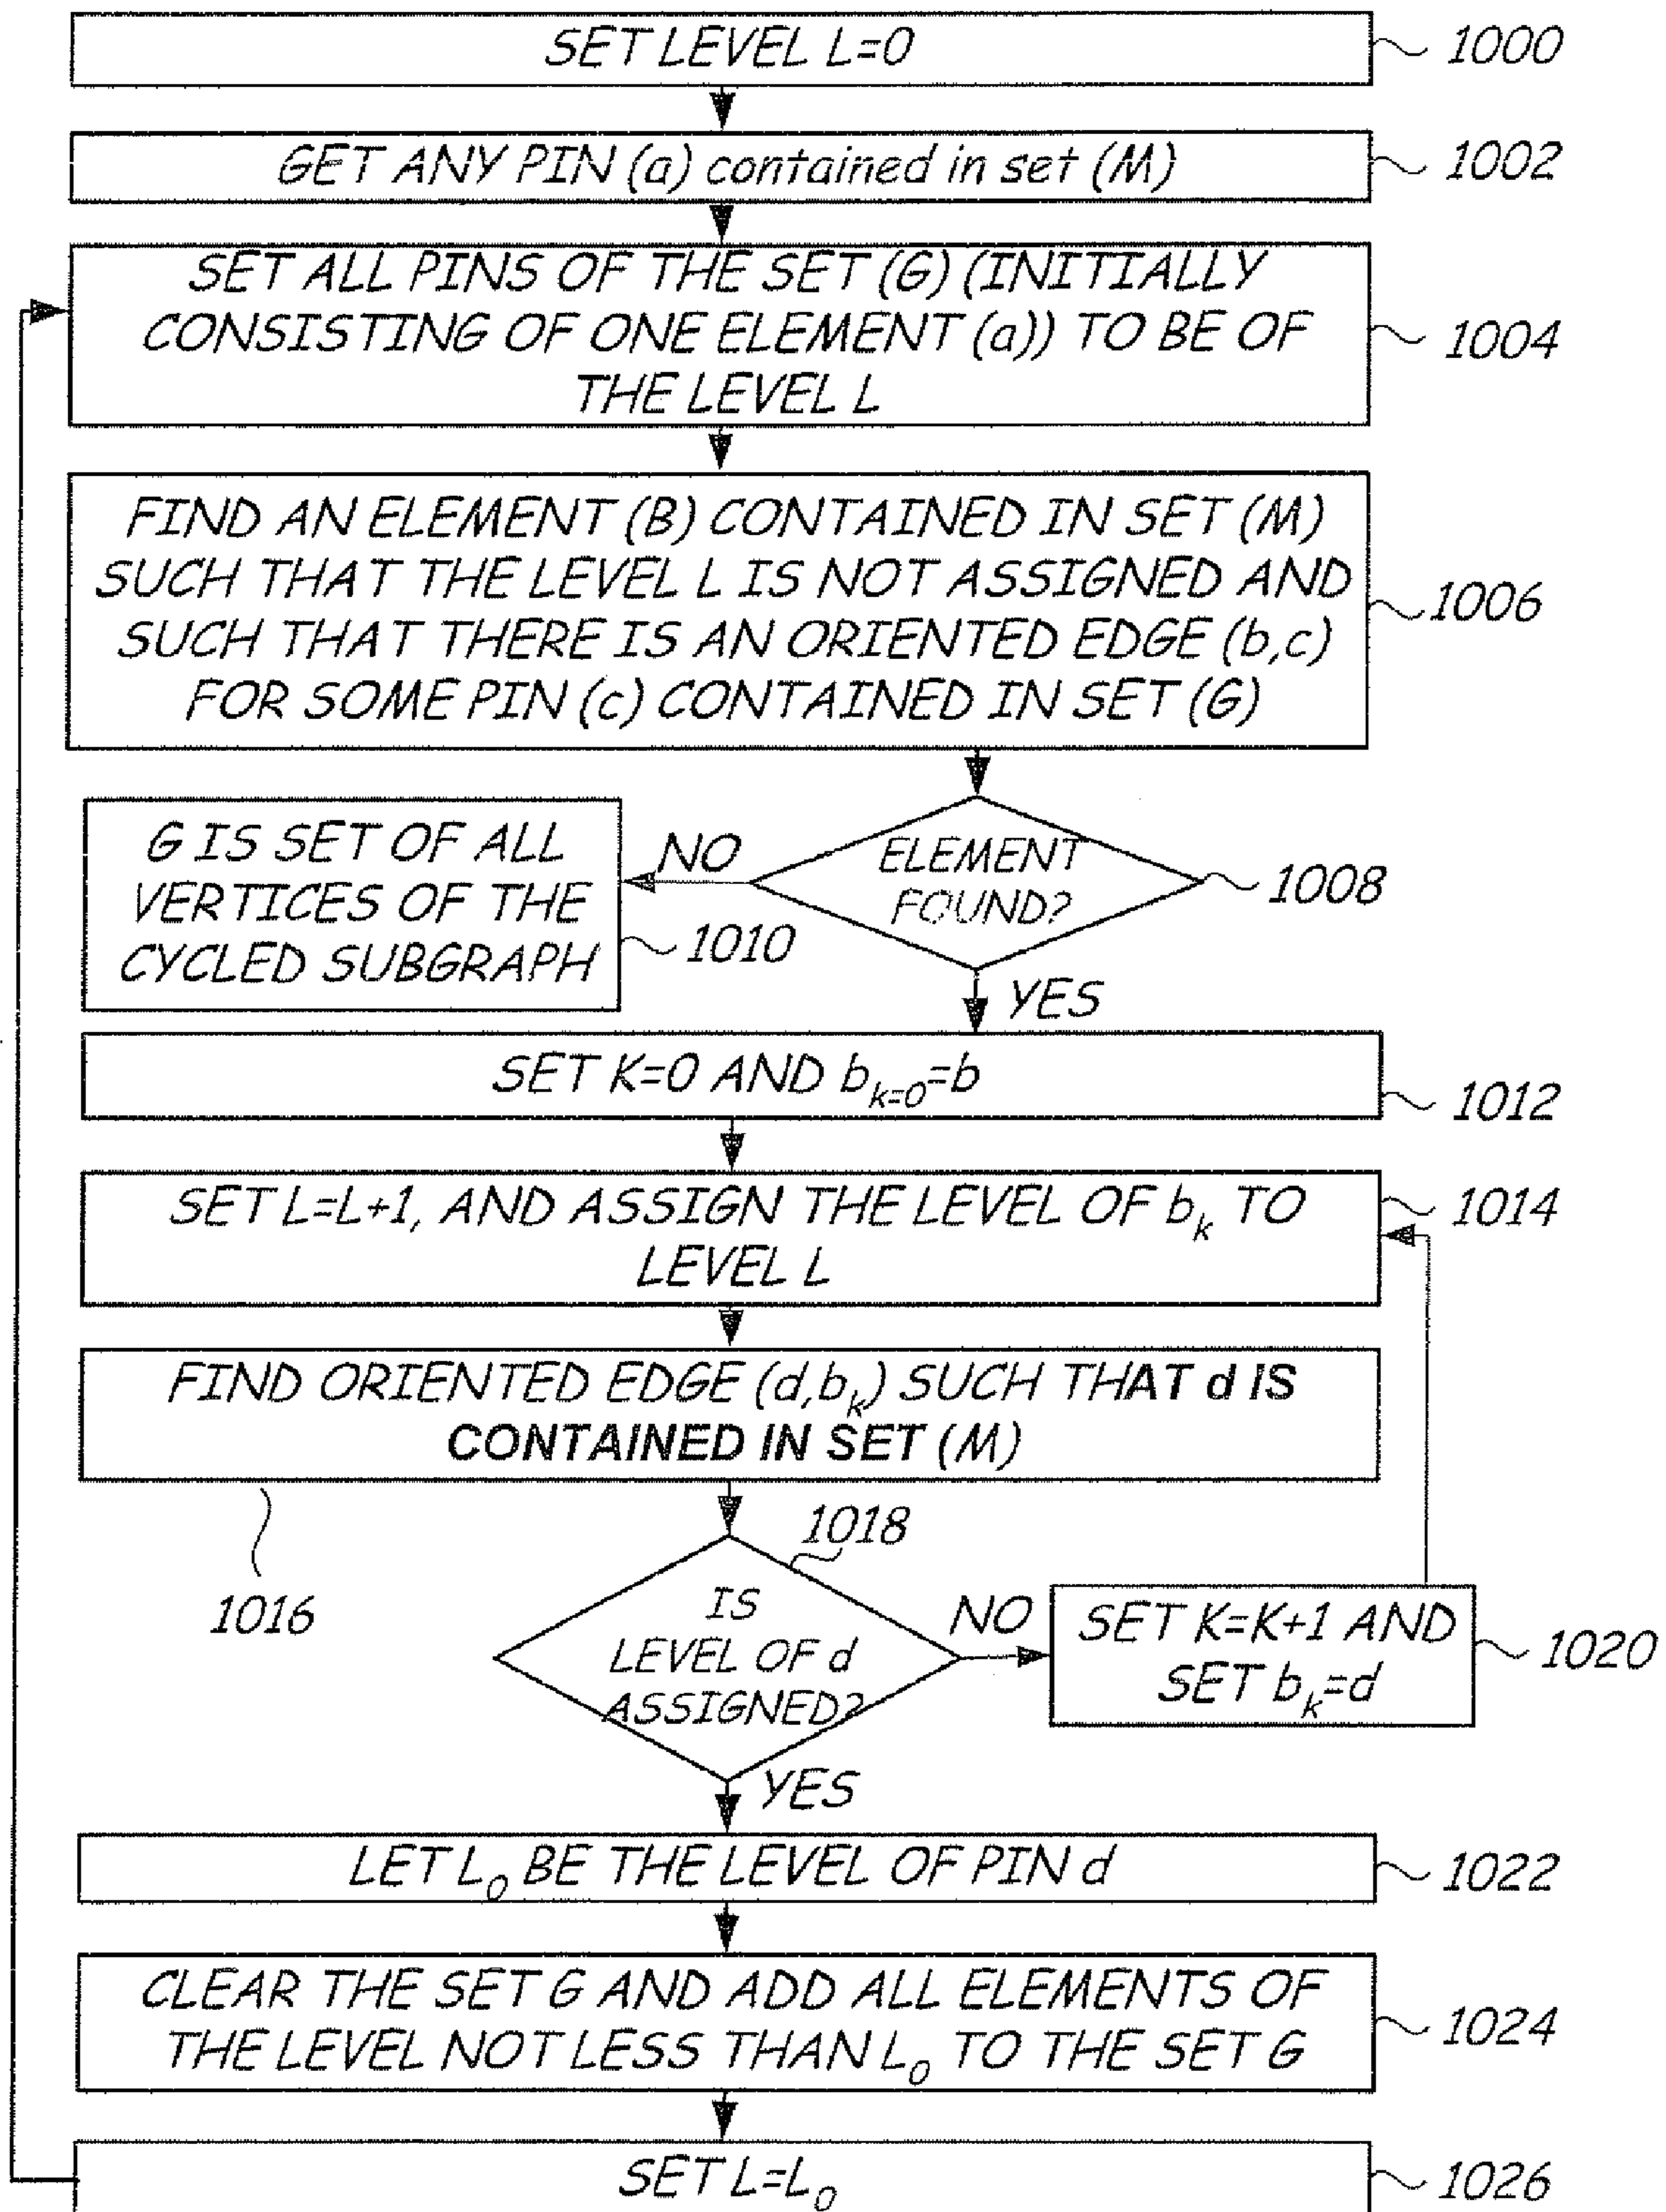 SET LEVEL L=0
1000
GET ANY PIN (a) contained in set (M)
1002
SET ALL PINS OF THE SET (G) (INITIALLY
CONSISTING OF ONE ELEMENT (a)) TO BE OF
THE LEVEL L
1004
FIND AN ELEMENT (B) CONTAINED IN SET (M)
SUCH THAT THE LEVEL L IS NOT ASSIGNED AND
SUCH THAT THERE IS AN ORIENTED EDGE (b,c)
FOR SOME PIN (c) CONTAINED IN SET (G)
1006
ELEMENT
FOUND?
1008
NO
G IS SET OF ALL
VERTICES OF THE
CYCLED SUBGRAPH
1010
YES
SET K=0 AND b_{k=0}=b
1012
SET L=L+1, AND ASSIGN THE LEVEL OF b_k TO
LEVEL L
1014
FIND ORIENTED EDGE (d,b_k) SUCH THAT d IS
CONTAINED IN SET (M)
1016
1018
IS
LEVEL OF d
ASSIGNED?
NO
SET K=K+1 AND
SET b_k=d
1020
YES
LET L_0 BE THE LEVEL OF PIN d
1022
CLEAR THE SET G AND ADD ALL ELEMENTS OF
THE LEVEL NOT LESS THAN L_0 TO THE SET G
1024
SET L=L_0
1026